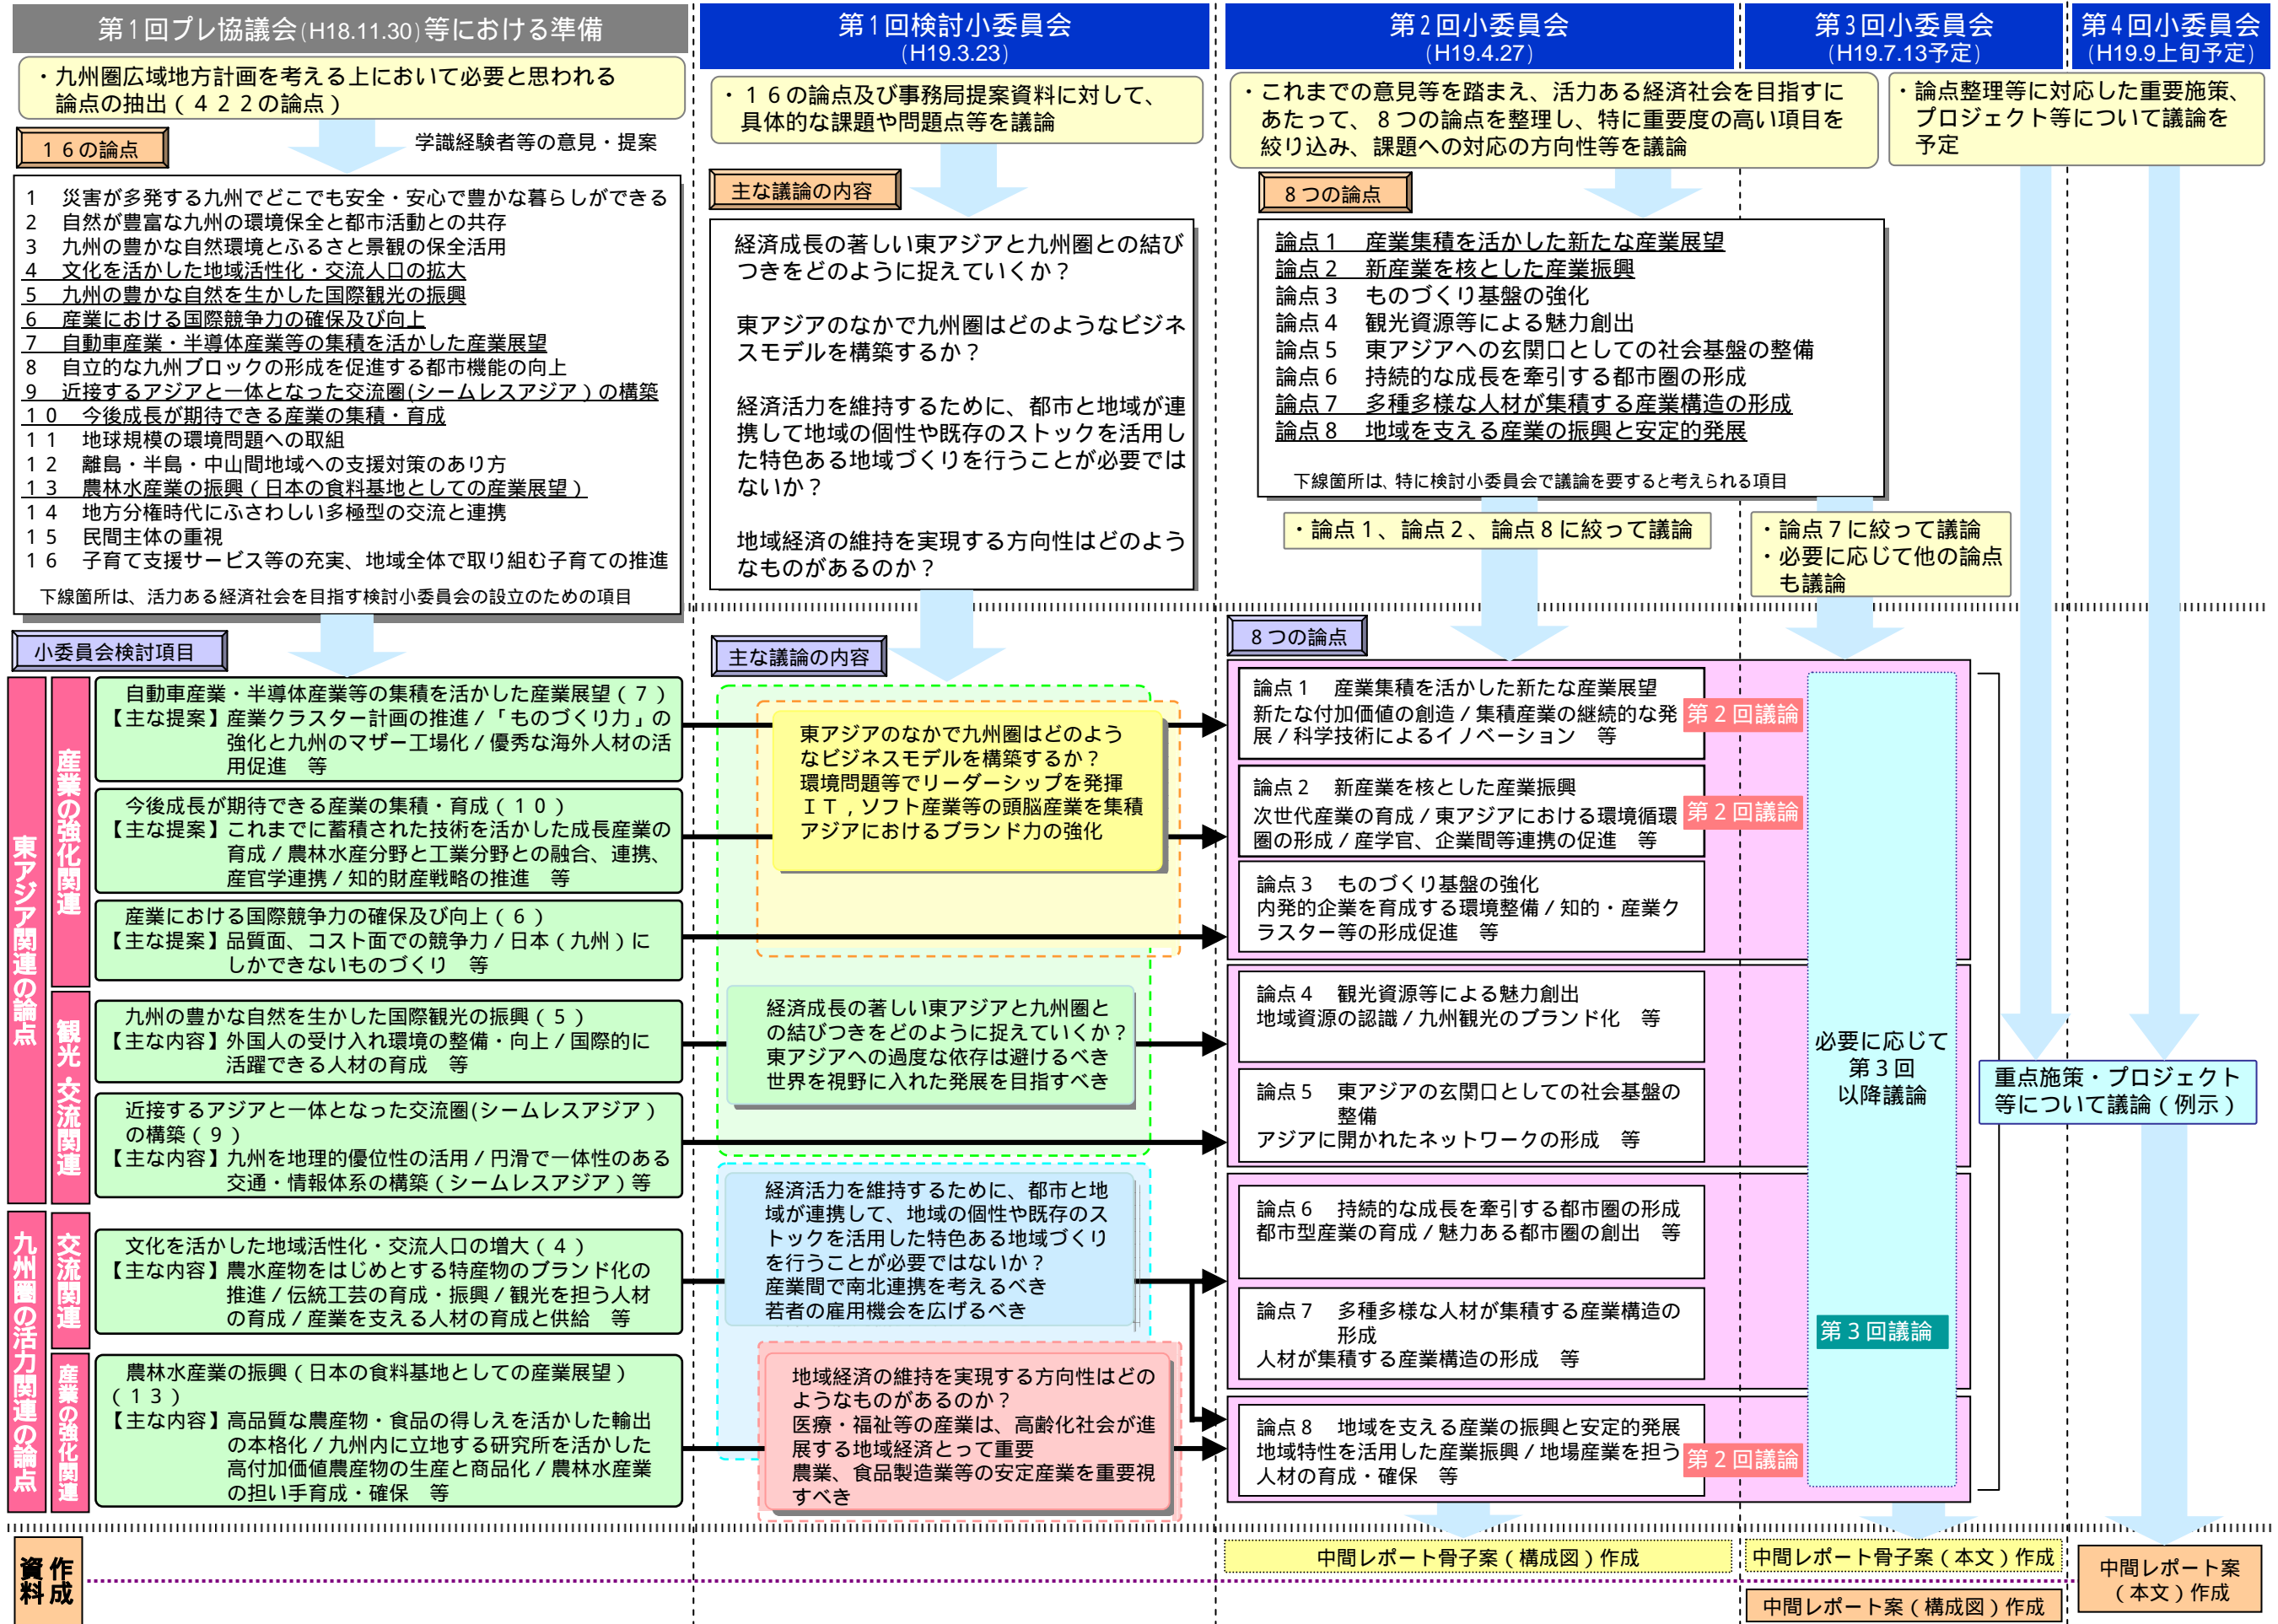 第1回プレ協議会(H18.11.30)等における準備
・九州圏広域地方計画を考える上において必要と思われる
論点の抽出(422の論点)
16の論点
学識経験者等の意見・提案
1 災害が多発する九州でどこでも安全・安心で豊かな暮らしができる
2 自然が豊富な九州の環境保全と都市活動との共存
3 九州の豊かな自然環境とふるさと景観の保全活用
4 文化を活かした地域活性化・交流人口の拡大
5 九州の豊かな自然を生かした国際観光の振興
6 産業における国際競争力の確保及び向上
7 自動車産業・半導体産業等の集積を活かした産業展望
8 自立的な九州ブロックの形成を促進する都市機能の向上
9 近接するアジアと一体となった交流圏(シームレスアジア)の構築
10 今後成長が期待できる産業の集積・育成
11 地球規模の環境問題への取組
12 離島・半島・中山間地域への支援対策のあり方
13 農林水産業の振興(日本の食料基地としての産業展望)
14 地方分権時代にふさわしい多極型の交流と連携
15 民間主体の重視
16 子育て支援サービス等の充実、地域全体で取り組む子育ての推進
下線箇所は、活力ある経済社会を目指す検討小委員会の設立のための項目
第1回検討小委員会
(H19.3.23)
・16の論点及び事務局提案資料に対して、
具体的な課題や問題点等を議論
主な議論の内容
経済成長の著しい東アジアと九州圏との結び
つきをどのように捉えていくか?
東アジアのなかで九州圏はどのようなビジネ
スモデルを構築するか?
経済活力を維持するために、都市と地域が連
携して地域の個性や既存のストックを活用し
た特色ある地域づくりを行うことが必要では
ないか?
地域経済の維持を実現する方向性はどのよう
なものがあるのか?
第2回小委員会
(H19.4.27)
・これまでの意見等を踏まえ、活力ある経済社会を目指すに
あたって、8つの論点を整理し、特に重要度の高い項目を
絞り込み、課題への対応の方向性等を議論
8つの論点
論点1 産業集積を活かした新たな産業展望
論点2 新産業を核とした産業振興
論点3 ものづくり基盤の強化
論点4 観光資源等による魅力創出
論点5 東アジアへの玄関口としての社会基盤の整備
論点6 持続的な成長を牽引する都市圏の形成
論点7 多種多様な人材が集積する産業構造の形成
論点8 地域を支える産業の振興と安定的発展
下線箇所は、特に検討小委員会で議論を要すると考えられる項目
・論点1、論点2、論点8に絞って議論
第3回小委員会
(H19.7.13予定)
第4回小委員会
(H19.9上旬予定)
・論点整理等に対応した重要施策、
プロジェクト等について議論を
予定
・論点7に絞って議論
・必要に応じて他の論点
も議論
小委員会検討項目
東アジア関連の論点
産業の強化関連
自動車産業・半導体産業等の集積を活かした産業展望(7)
【主な提案】産業クラスター計画の推進/「ものづくり力」の
強化と九州のマザー工場化/優秀な海外人材の活
用促進 等
今後成長が期待できる産業の集積・育成(10)
【主な提案】これまでに蓄積された技術を活かした成長産業の
育成/農林水産分野と工業分野との融合、連携、
産官学連携/知的財産戦略の推進 等
産業における国際競争力の確保及び向上(6)
【主な提案】品質面、コスト面での競争力/日本(九州)に
しかできないものづくり 等
観光・交流関連
九州の豊かな自然を生かした国際観光の振興(5)
【主な内容】外国人の受け入れ環境の整備・向上/国際的に
活躍できる人材の育成 等
近接するアジアと一体となった交流圏(シームレスアジア)
の構築(9)
【主な内容】九州を地理的優位性の活用/円滑で一体性のある
交通・情報体系の構築(シームレスアジア)等
九州圏の活力関連の論点
交流関連
文化を活かした地域活性化・交流人口の増大(4)
【主な内容】農水産物をはじめとする特産物のブランド化の
推進/伝統工芸の育成・振興/観光を担う人材
の育成/産業を支える人材の育成と供給 等
産業の強化関連
農林水産業の振興(日本の食料基地としての産業展望)
(13)
【主な内容】高品質な農産物・食品の得しえを活かした輸出
の本格化/九州内に立地する研究所を活かした
高付加価値農産物の生産と商品化/農林水産業
の担い手育成・確保 等
主な議論の内容
東アジアのなかで九州圏はどのよう
なビジネスモデルを構築するか?
環境問題等でリーダーシップを発揮
IT,ソフト産業等の頭脳産業を集積
アジアにおけるブランド力の強化
経済成長の著しい東アジアと九州圏と
の結びつきをどのように捉えていくか?
東アジアへの過度な依存は避けるべき
世界を視野に入れた発展を目指すべき
経済活力を維持するために、都市と地
域が連携して、地域の個性や既存のス
トックを活用した特色ある地域づくり
を行うことが必要ではないか?
産業間で南北連携を考えるべき
若者の雇用機会を広げるべき
地域経済の維持を実現する方向性はどの
ようなものがあるのか?
医療・福祉等の産業は、高齢化社会が進
展する地域経済とって重要
農業、食品製造業等の安定産業を重要視
すべき
8つの論点
論点1 産業集積を活かした新たな産業展望
新たな付加価値の創造/集積産業の継続的な発
展/科学技術によるイノベーション 等
第2回議論
論点2 新産業を核とした産業振興
次世代産業の育成/東アジアにおける環境循環
圏の形成/産学官、企業間等連携の促進 等
第2回議論
論点3 ものづくり基盤の強化
内発的企業を育成する環境整備/知的・産業ク
ラスター等の形成促進 等
論点4 観光資源等による魅力創出
地域資源の認識/九州観光のブランド化 等
論点5 東アジアの玄関口としての社会基盤の
整備
アジアに開かれたネットワークの形成 等
論点6 持続的な成長を牽引する都市圏の形成
都市型産業の育成/魅力ある都市圏の創出 等
論点7 多種多様な人材が集積する産業構造の
形成
人材が集積する産業構造の形成 等
論点8 地域を支える産業の振興と安定的発展
地域特性を活用した産業振興/地場産業を担う
人材の育成・確保 等
第2回議論
必要に応じて
第3回
以降議論
第3回議論
重点施策・プロジェクト
等について議論(例示)
資料
作成
中間レポート骨子案(構成図)作成
中間レポート骨子案(本文)作成
中間レポート案(構成図)作成
中間レポート案
(本文)作成